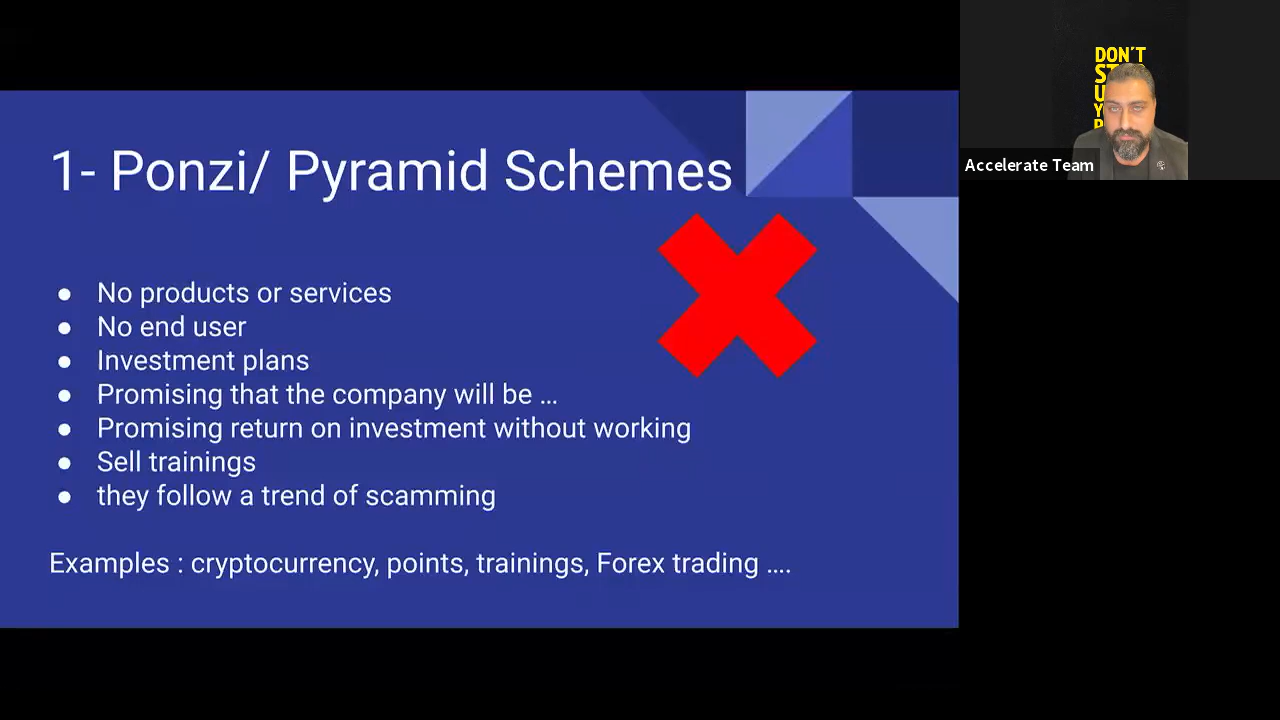 1- Ponzi/ Pyramid Schemes
● No products or services
● No end user
● Investment plans
● Promising that the company will be ...
● Promising return on investment without working
● Sell trainings
● they follow a trend of scamming
Examples : cryptocurrency, points, trainings, Forex trading ....
DON'T
Accelerate Team